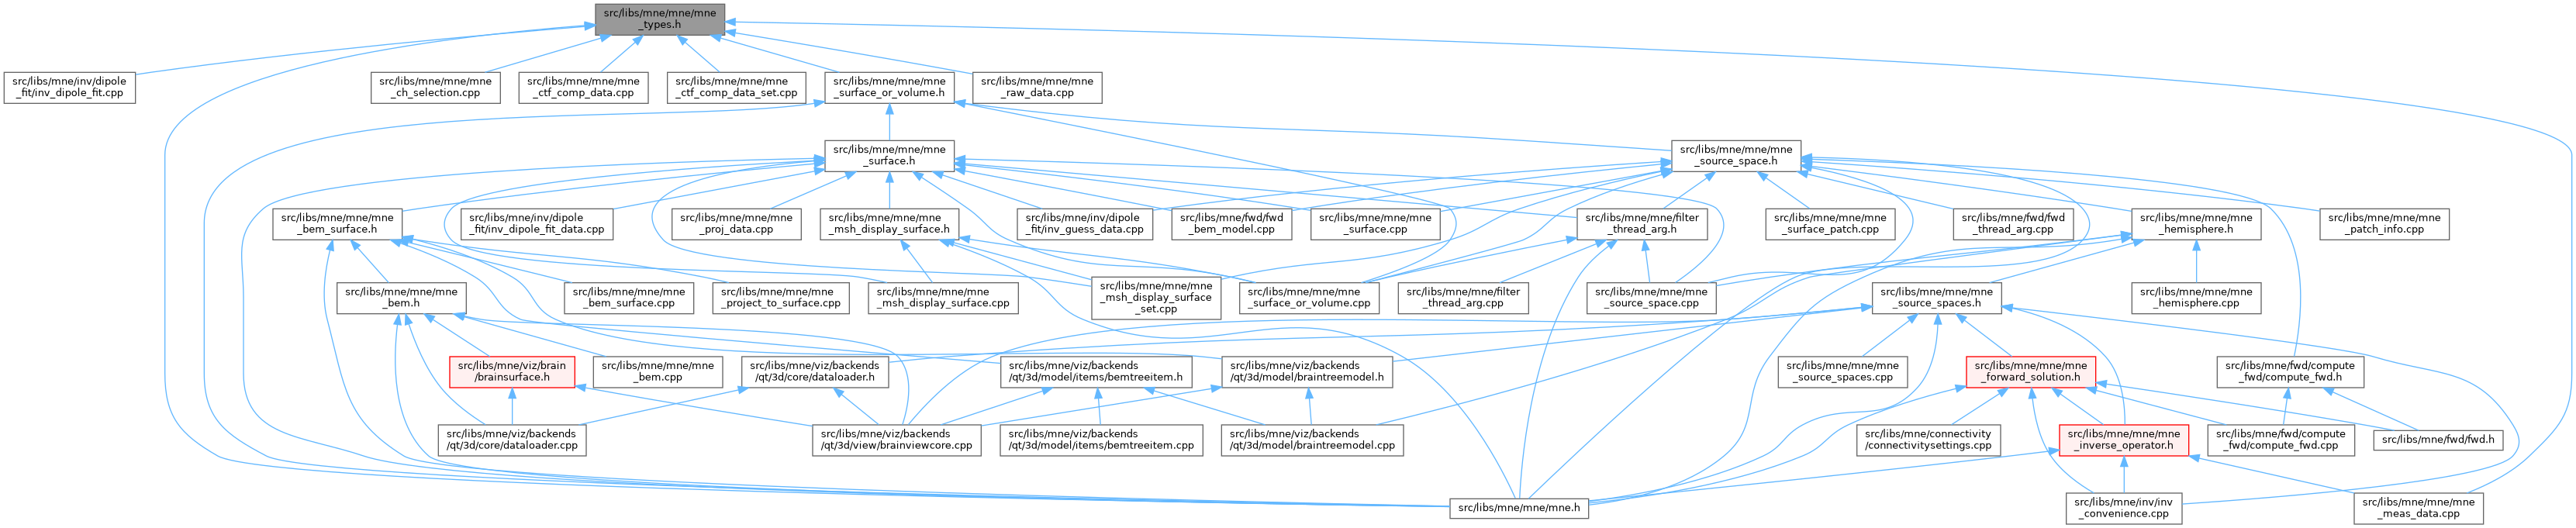 src/libs/mne/mne/mne
_types.h
src/libs/mne/inv/dipole
_fit/inv_dipole_fit.cpp
src/libs/mne/mne/mne
_ch_selection.cpp
src/libs/mne/mne/mne
_ctf_comp_data.cpp
src/libs/mne/mne/mne
_ctf_comp_data_set.cpp
src/libs/mne/mne/mne
_surface_or_volume.h
src/libs/mne/mne/mne
_raw_data.cpp
src/libs/mne/mne/mne
_surface.h
src/libs/mne/mne/mne
_source_space.h
src/libs/mne/mne/mne
_bem_surface.h
src/libs/mne/inv/dipole
_fit/inv_dipole_fit_data.cpp
src/libs/mne/mne/mne
_proj_data.cpp
src/libs/mne/mne/mne
_msh_display_surface.h
src/libs/mne/inv/dipole
_fit/inv_guess_data.cpp
src/libs/mne/fwd/fwd
_bem_model.cpp
src/libs/mne/mne/mne
_surface.cpp
src/libs/mne/mne/filter
_thread_arg.h
src/libs/mne/mne/mne
_surface_patch.cpp
src/libs/mne/fwd/fwd
_thread_arg.cpp
src/libs/mne/mne/mne
_hemisphere.h
src/libs/mne/mne/mne
_patch_info.cpp
src/libs/mne/mne/mne
_bem.h
src/libs/mne/mne/mne
_bem_surface.cpp
src/libs/mne/mne/mne
_project_to_surface.cpp
src/libs/mne/mne/mne
_msh_display_surface.cpp
src/libs/mne/mne/mne
_msh_display_surface
_set.cpp
src/libs/mne/mne/mne
_surface_or_volume.cpp
src/libs/mne/mne/filter
_thread_arg.cpp
src/libs/mne/mne/mne
_source_space.cpp
src/libs/mne/mne/mne
_source_spaces.h
src/libs/mne/mne/mne
_hemisphere.cpp
src/libs/mne/viz/brain
/brainsurface.h
src/libs/mne/mne/mne
_bem.cpp
src/libs/mne/viz/backends
/qt/3d/core/dataloader.h
src/libs/mne/viz/backends
/qt/3d/model/items/bemtreeitem.h
src/libs/mne/viz/backends
/qt/3d/model/braintreemodel.h
src/libs/mne/mne/mne
_source_spaces.cpp
src/libs/mne/mne/mne
_forward_solution.h
src/libs/mne/fwd/compute
_fwd/compute_fwd.h
src/libs/mne/viz/backends
/qt/3d/core/dataloader.cpp
src/libs/mne/viz/backends
/qt/3d/view/brainviewcore.cpp
src/libs/mne/viz/backends
/qt/3d/model/items/bemtreeitem.cpp
src/libs/mne/viz/backends
/qt/3d/model/braintreemodel.cpp
src/libs/mne/connectivity
/connectivitysettings.cpp
src/libs/mne/mne/mne
_inverse_operator.h
src/libs/mne/fwd/compute
_fwd/compute_fwd.cpp
src/libs/mne/fwd/fwd.h
src/libs/mne/mne/mne.h
src/libs/mne/inv/inv
_convenience.cpp
src/libs/mne/mne/mne
_meas_data.cpp